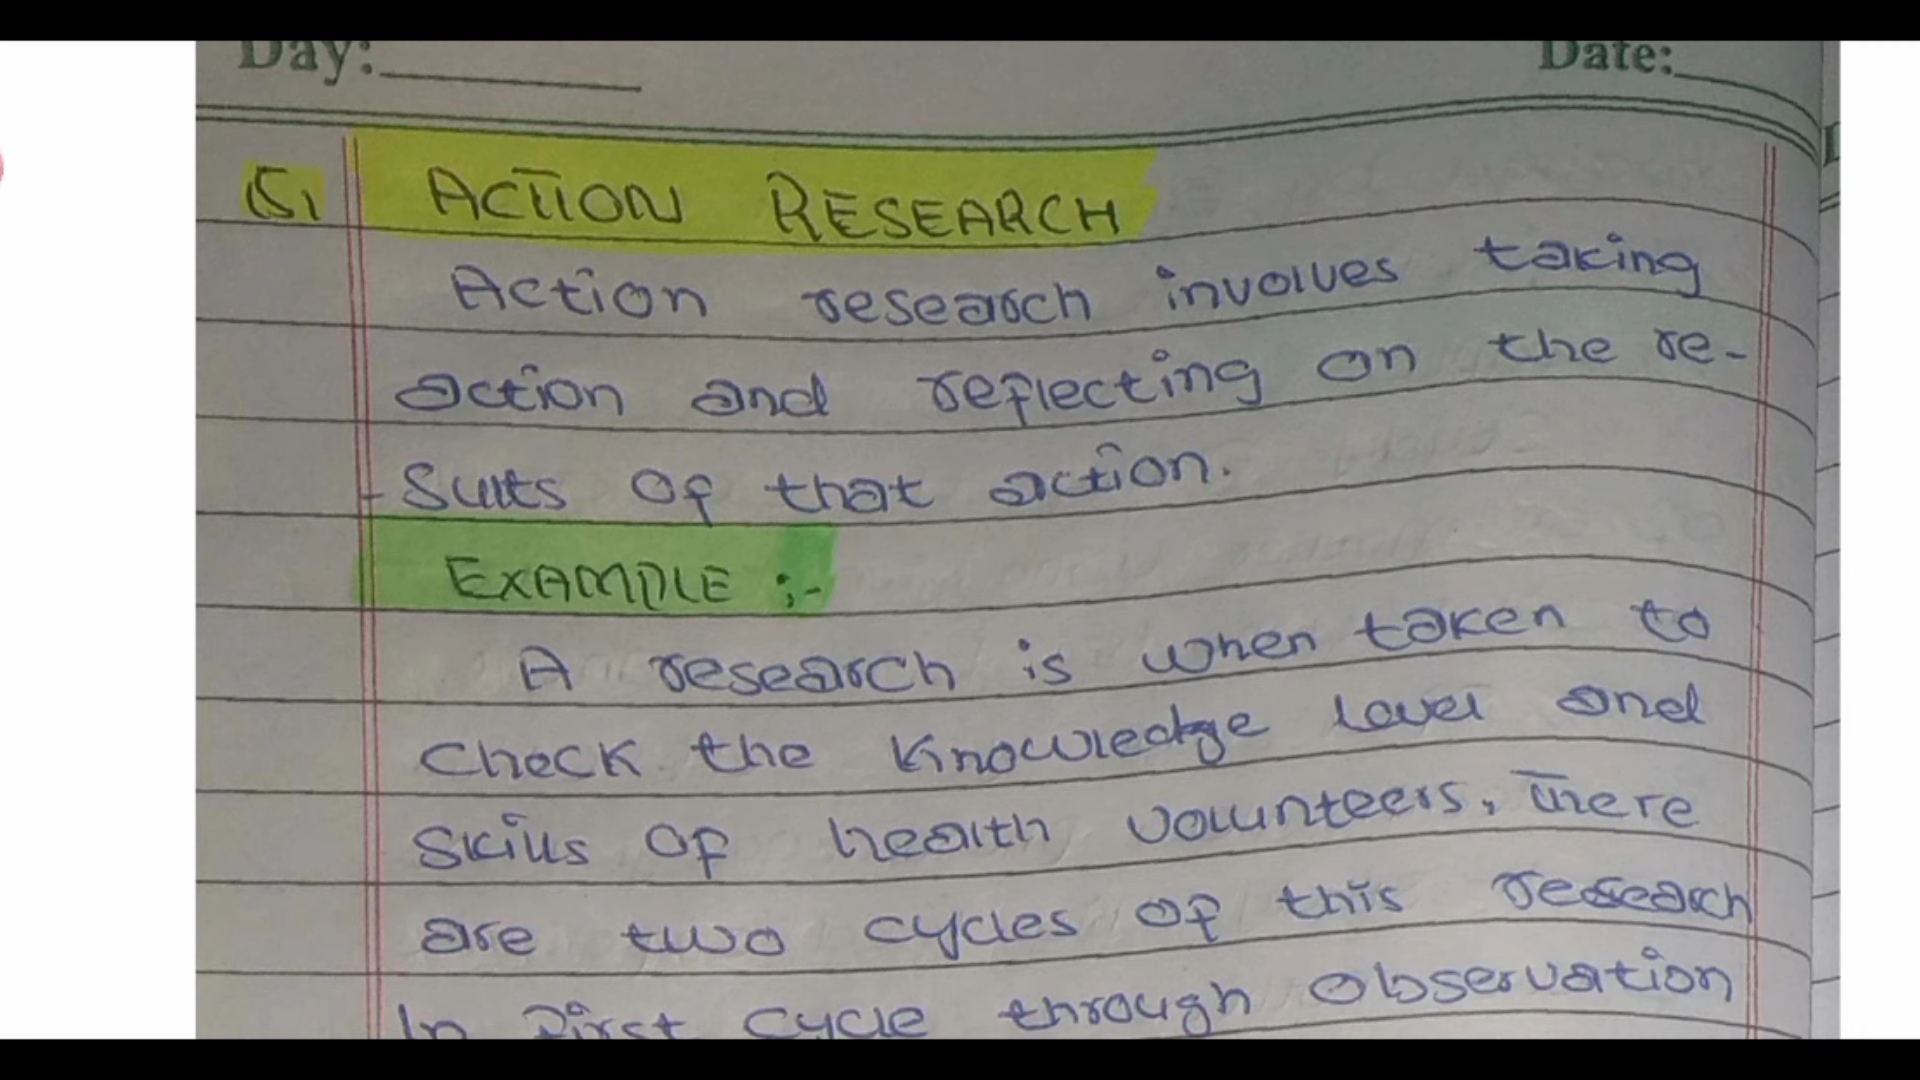 Day:
Date:
(5) ACTION RESEARCH
Action research involves taking
action and reflecting on the re-
-sults of that action.
EXAMPLE :-
A research is when taken to
check the knowledge level and
skills of health volunteers, There
are two cycles of this research
In First cycle through observation